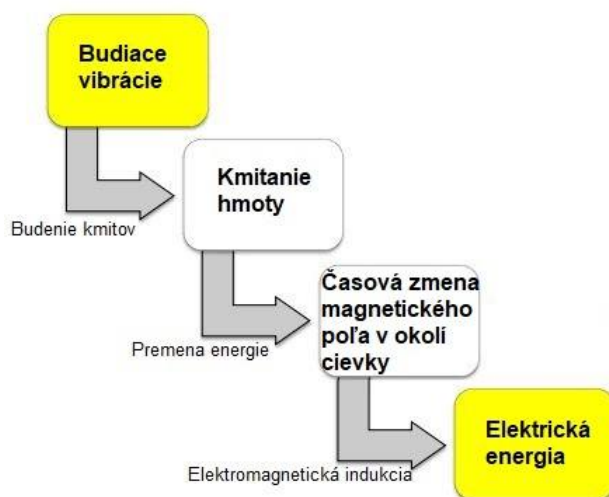 Budiace
vibrácie
Budenie kmitov
Kmitanie
hmoty
Premena energie
Časová zmena
magnetického
poľa v okolí
cievky
Elektromagnetická indukcia
Elektrická
energia